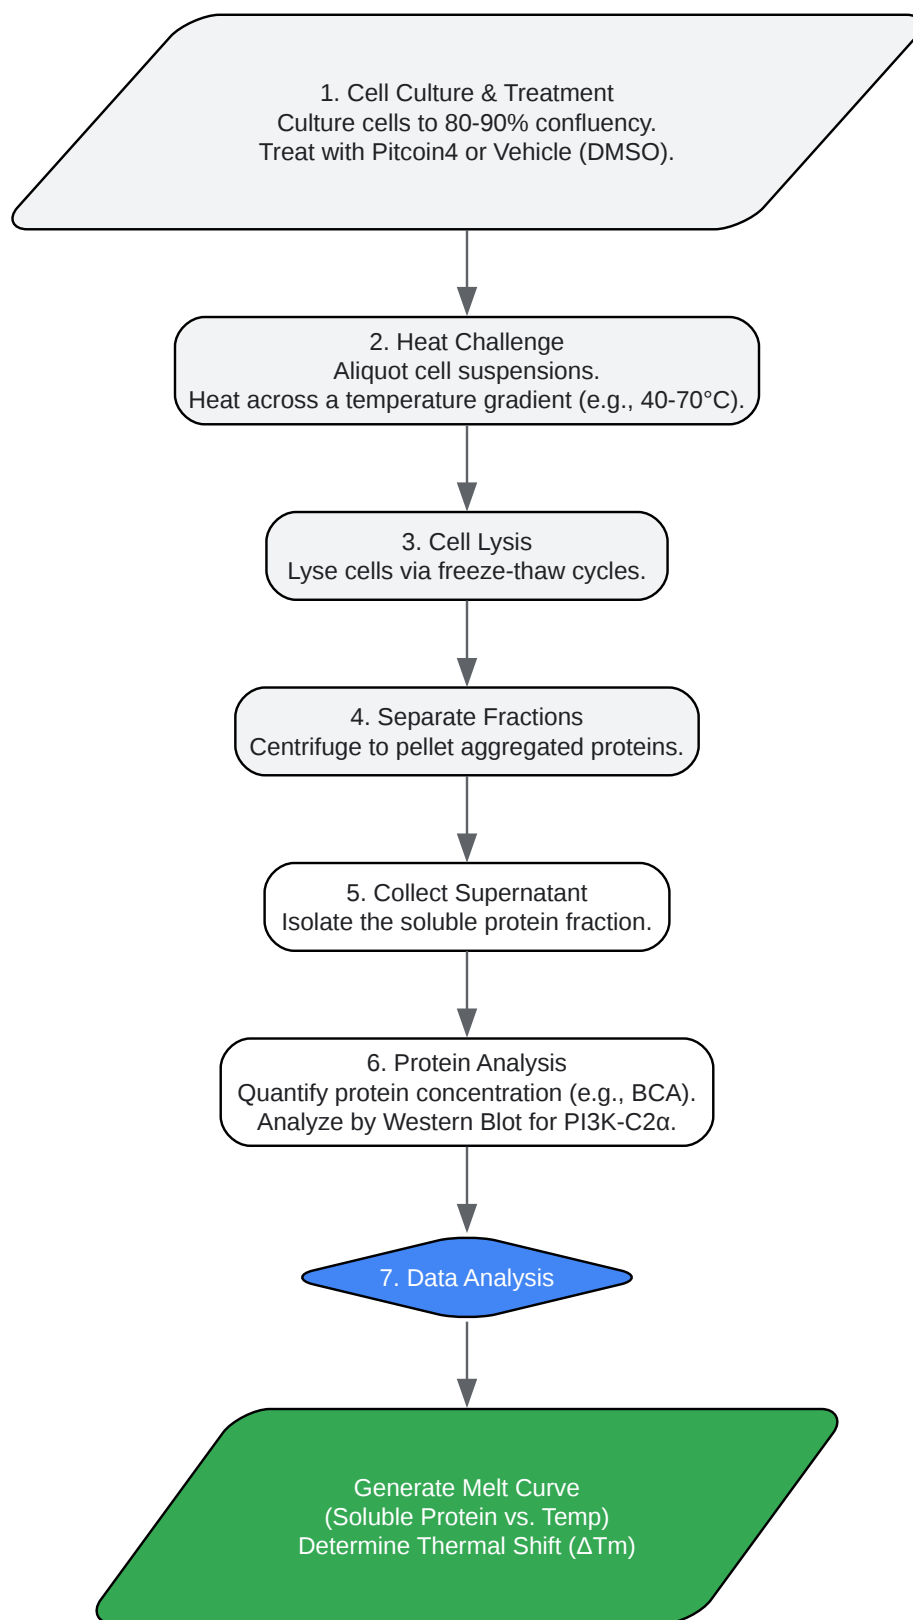 1. Cell Culture & Treatment
Culture cells to 80-90% confluency.
Treat with Pitcoin4 or Vehicle (DMSO).
2. Heat Challenge
Aliquot cell suspensions.
Heat across a temperature gradient (e.g., 40-70°C).
3. Cell Lysis
Lyse cells via freeze-thaw cycles.
4. Separate Fractions
Centrifuge to pellet aggregated proteins.
5. Collect Supernatant
Isolate the soluble protein fraction.
6. Protein Analysis
Quantify protein concentration (e.g., BCA).
Analyze by Western Blot for PI3K-C2α.
7. Data Analysis
Generate Melt Curve
(Soluble Protein vs. Temp)
Determine Thermal Shift (ΔTm)